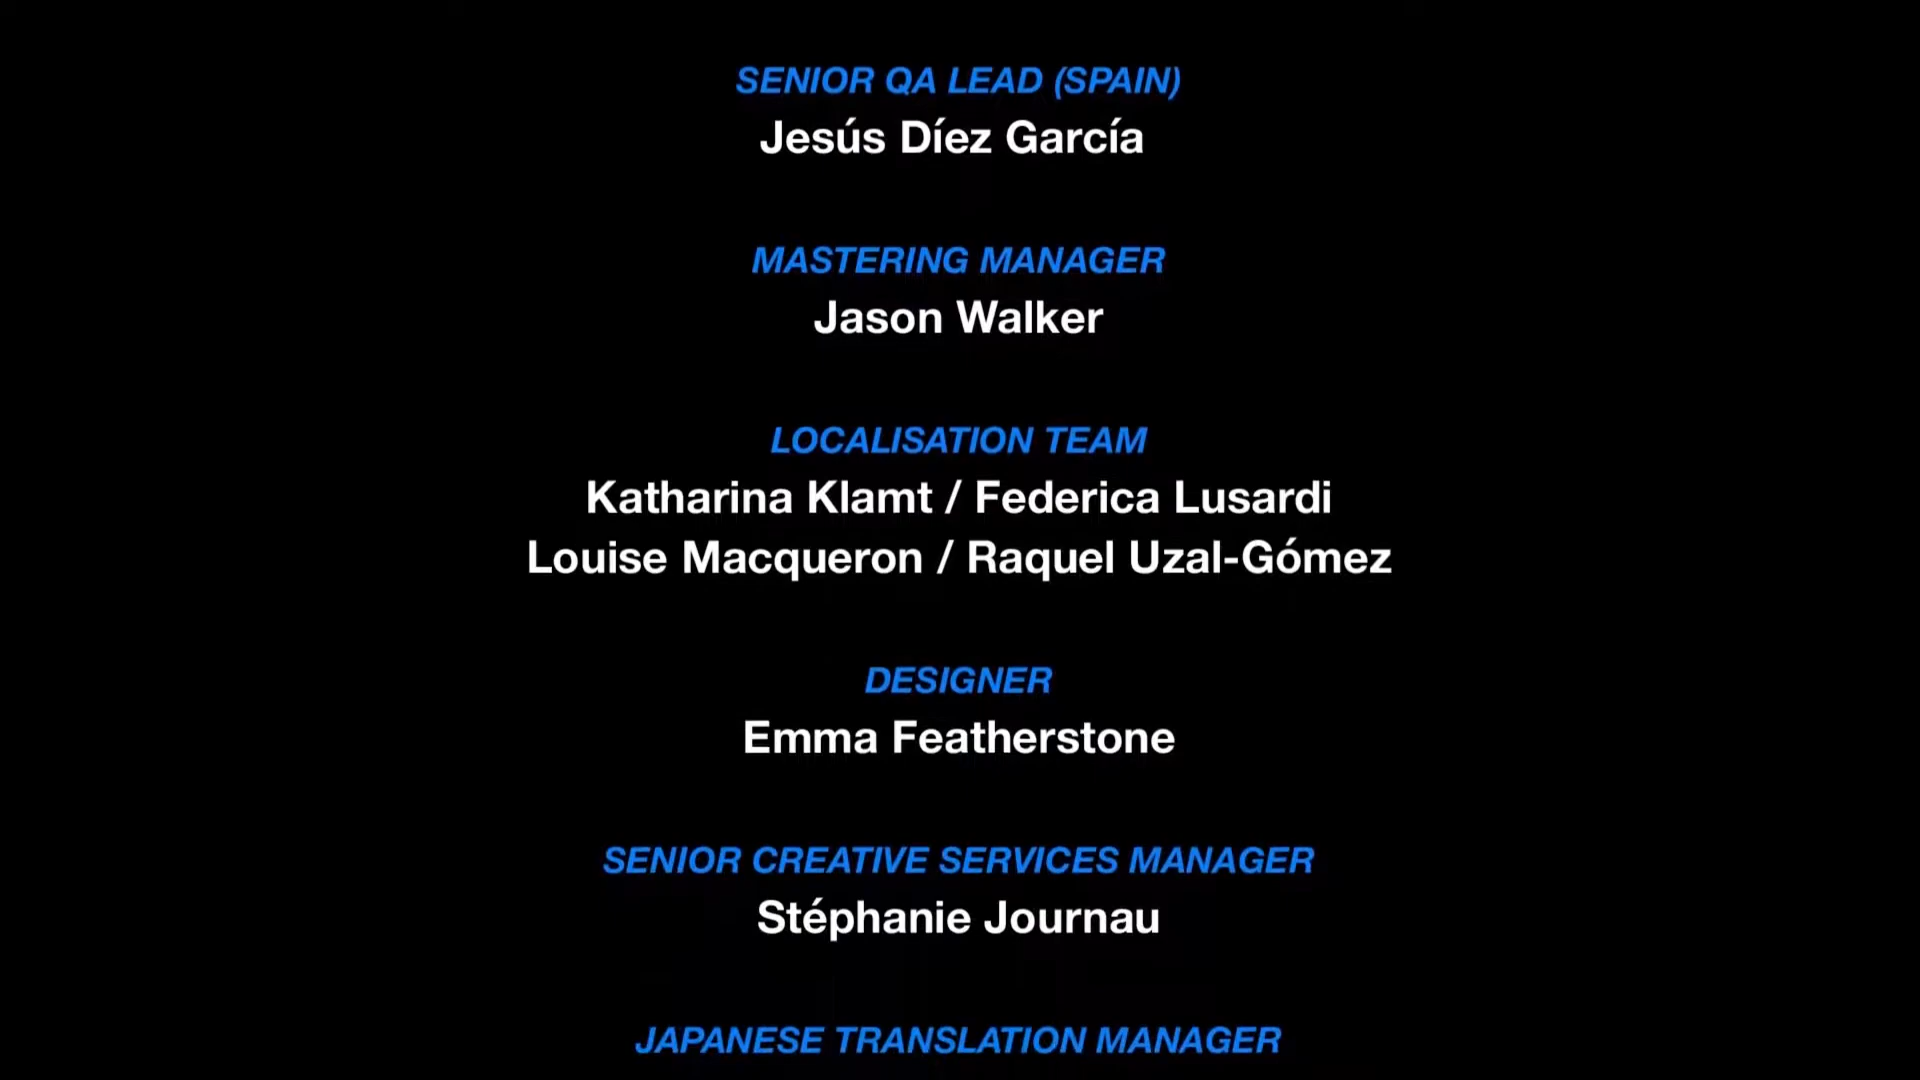 SENIOR QA LEAD (SPAIN)
Jesús Díez García
MASTERING MANAGER
Jason Walker
LOCALISATION TEAM
Katharina Klamt / Federica Lusardi
Louise Macqueron / Raquel Uzal-Gómez
DESIGNER
Emma Featherstone
SENIOR CREATIVE SERVICES MANAGER
Stéphanie Journau
JAPANESE TRANSLATION MANAGER